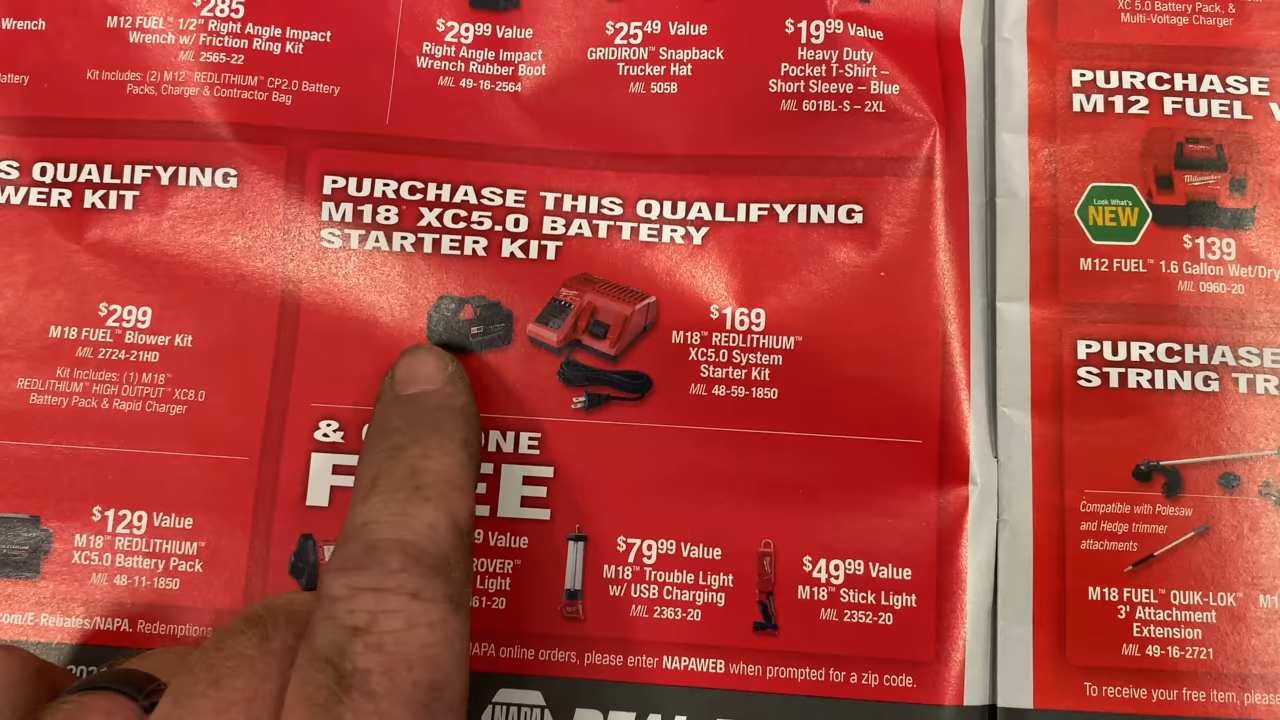 Wrench
Battery
$285
M12 FUEL™ 1/2" Right Angle Impact
Wrench w/ Friction Ring Kit
MIL 2565-22
Kit Includes: (2) M12™ REDLITHIUM™ CP2.0 Battery
Packs, Charger & Contractor Bag
$29.99 Value
Right Angle Impact
Wrench Rubber Boot
MIL 49-16-2564
$25.49 Value
GRIDIRON™ Snapback
Trucker Hat
MIL 505B
$19.99 Value
Heavy Duty
Pocket T-Shirt –
Short Sleeve – Blue
MIL 601BL-S – 2XL
S QUALIFYING
WER KIT
$299
M18 FUEL™ Blower Kit
MIL 2724-21HD
Kit Includes: (1) M18™
REDLITHIUM™ HIGH OUTPUT™ XC8.0
Battery Pack & Rapid Charger
$129 Value
M18™ REDLITHIUM™
XC5.0 Battery Pack
MIL 48-11-1850
com/E-Rebates/NAPA. Redemptions
PURCHASE THIS QUALIFYING
M18™ XC5.0 BATTERY
STARTER KIT
$169
M18™ REDLITHIUM™
XC5.0 System
Starter Kit
MIL 48-59-1850
& ONE
FREE
9 Value
ROVER™
Light
61-20
$79.99 Value
M18™ Trouble Light
w/ USB Charging
MIL 2363-20
$49.99 Value
M18™ Stick Light
MIL 2352-20
NAPA online orders, please enter NAPAWEB when prompted for a zip code.
NAPA
XC 5.0 Battery Pack, &
Multi-Voltage Charger
PURCHASE
M12 FUEL
Milwaukee
Look What's
NEW
$139
M12 FUEL™ 1.6 Gallon Wet/Dry
MIL 0960-20
PURCHASE
STRING TR
Compatible with Polesaw
and Hedge trimmer
attachments
M18 FUEL™ QUIK-LOK™
3' Attachment
Extension
MIL 49-16-2721
To receive your free item, please